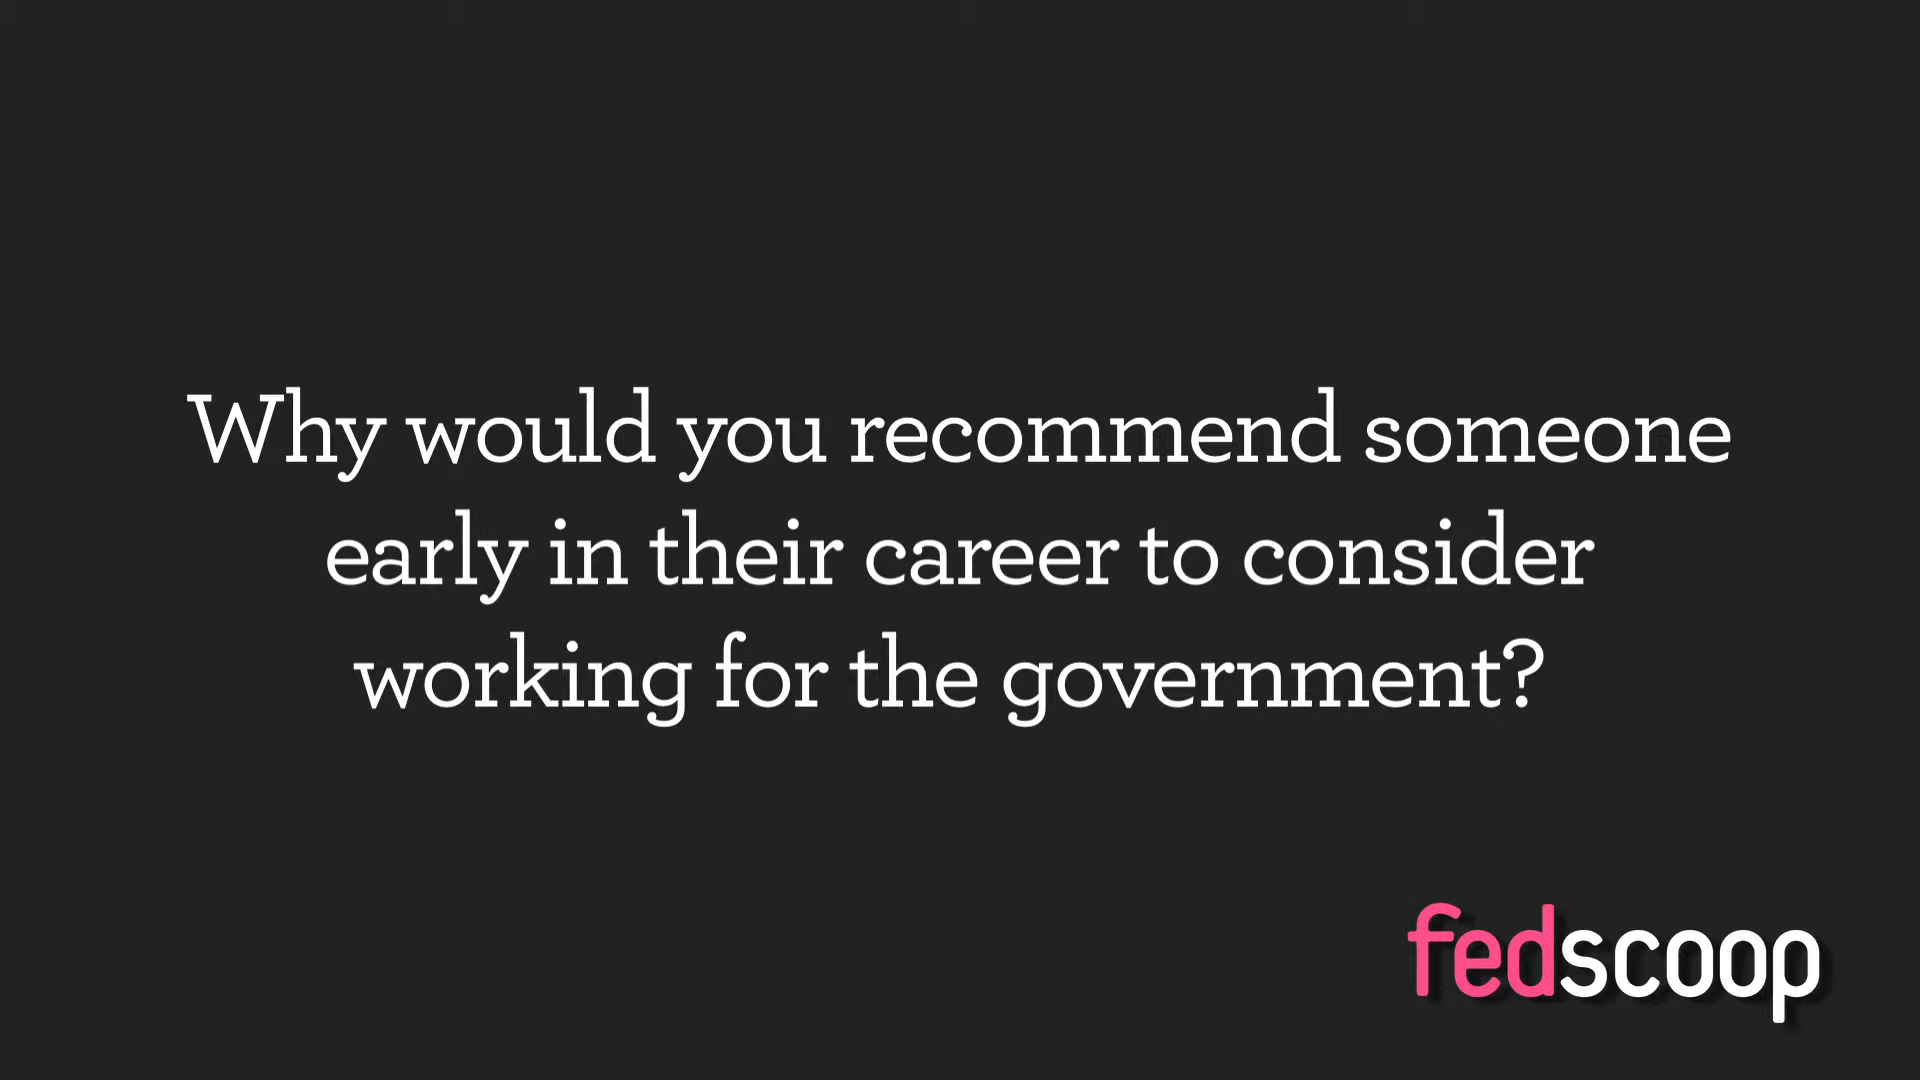 Why would you recommend someone
early in their career to consider
working for the government?
fedscoop